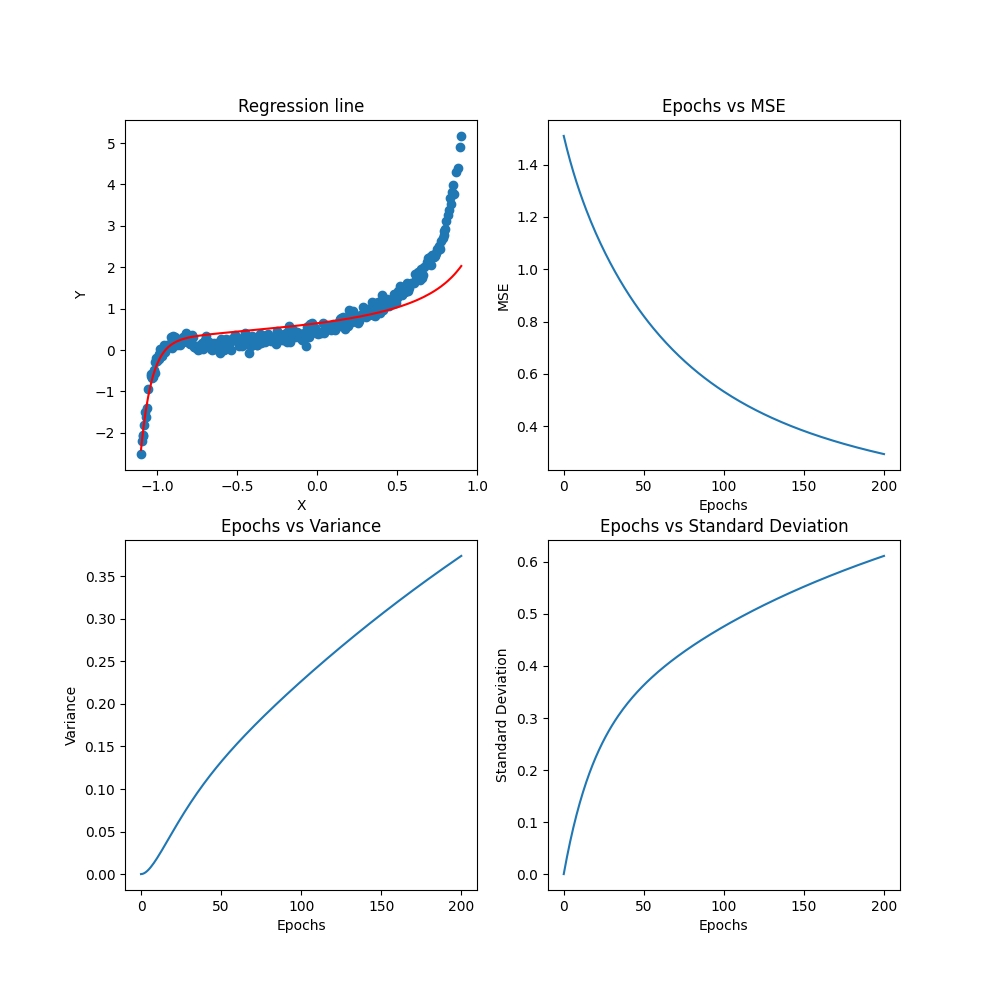 Regression line
Y
5
4
3
2
1
0
−1
−2
−1.0 −0.5 0.0 0.5 1.0
X
Epochs vs MSE
MSE
1.4
1.2
1.0
0.8
0.6
0.4
0 50 100 150 200
Epochs
Epochs vs Variance
Variance
0.35
0.30
0.25
0.20
0.15
0.10
0.05
0.00
0 50 100 150 200
Epochs
Epochs vs Standard Deviation
Standard Deviation
0.6
0.5
0.4
0.3
0.2
0.1
0.0
0 50 100 150 200
Epochs